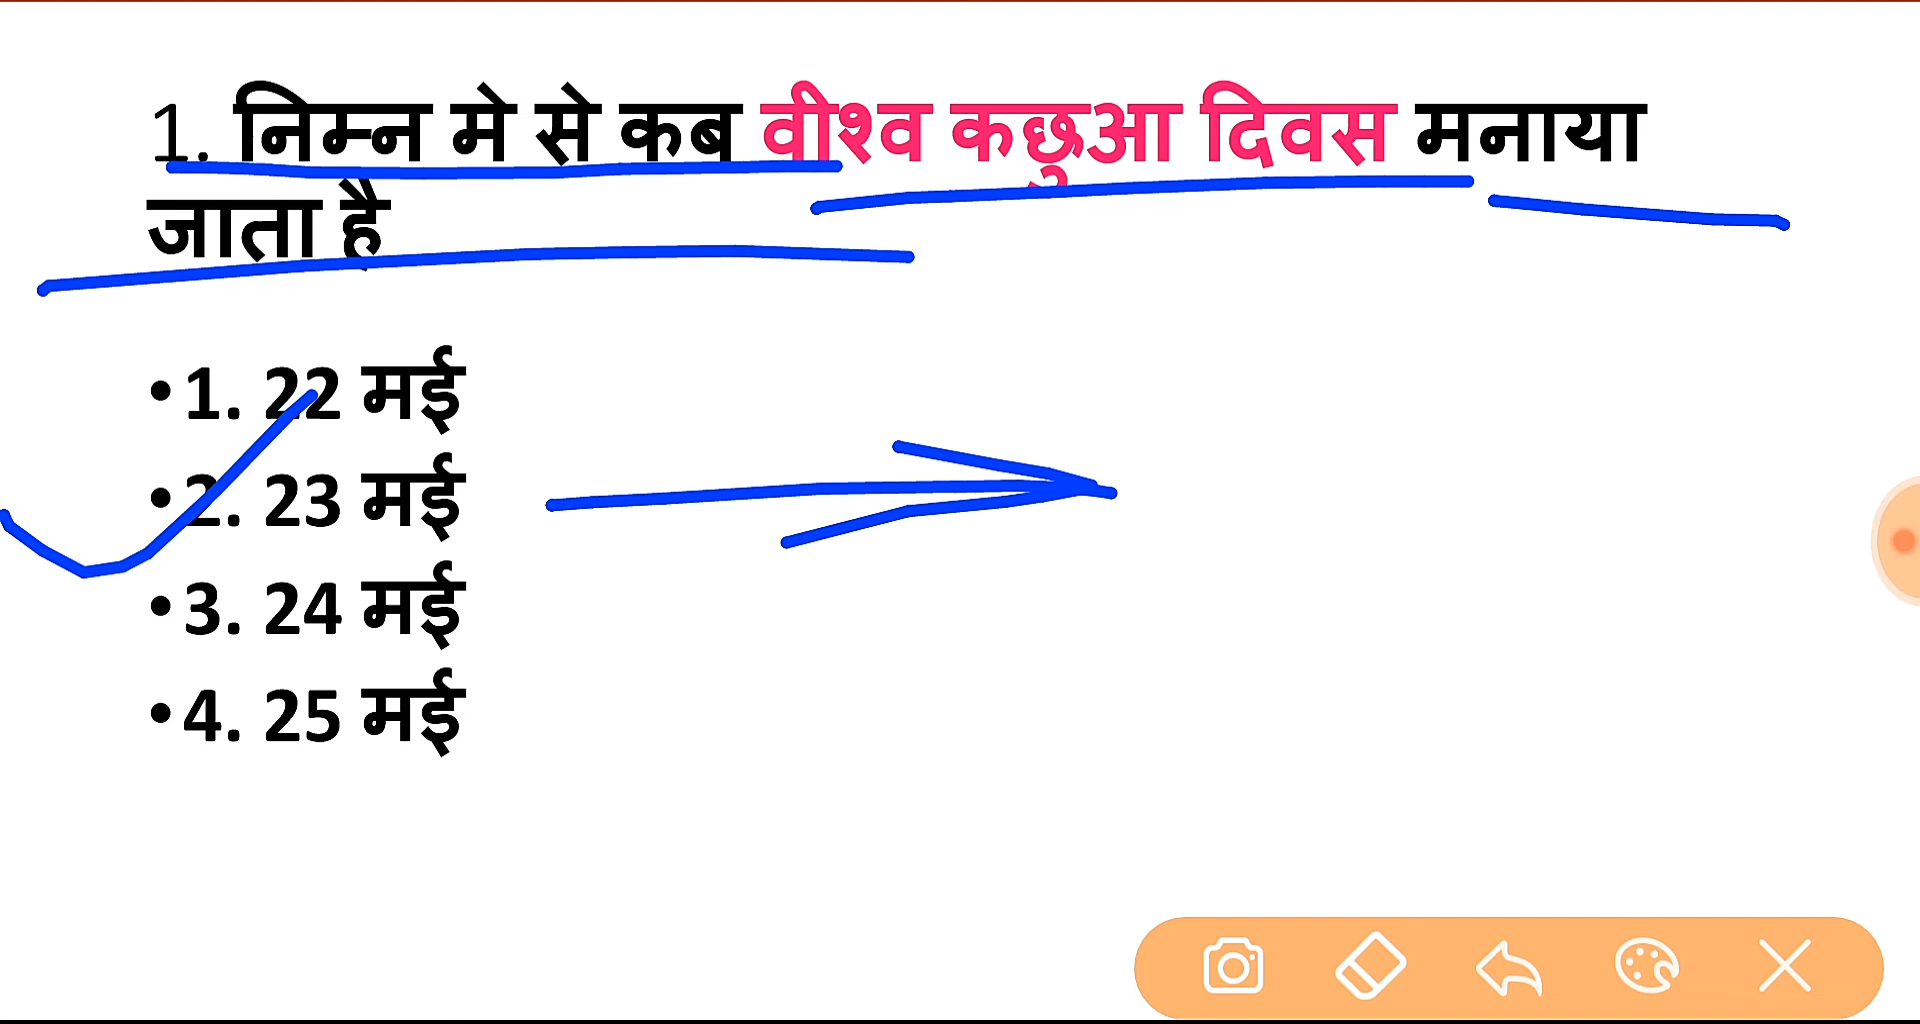 1. निम्न मे से कब वीश्व कछुआ दिवस मनाया
जाता है
•1. 22 मई
•2. 23 मई
•3. 24 मई
•4. 25 मई